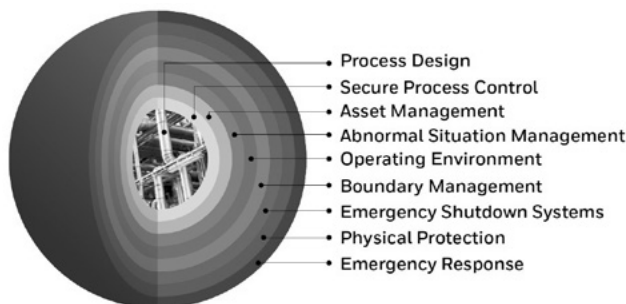 Process Design
Secure Process Control
Asset Management
Abnormal Situation Management
Operating Environment
Boundary Management
Emergency Shutdown Systems
Physical Protection
Emergency Response